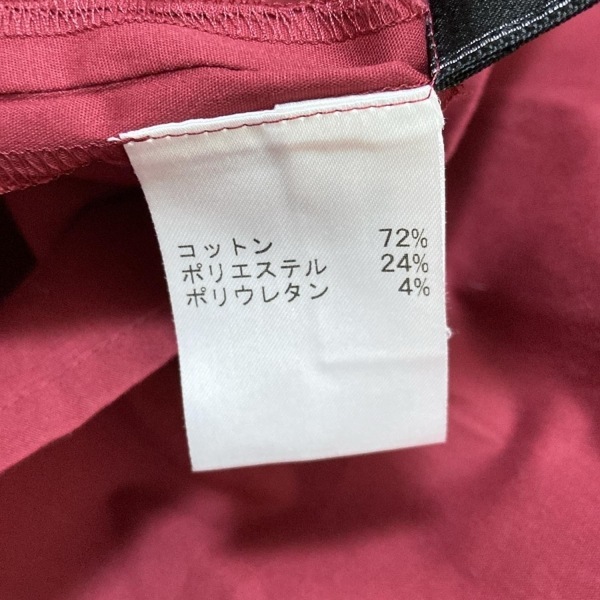 コットン 72%
ポリエステル 24%
ポリウレタン 4%